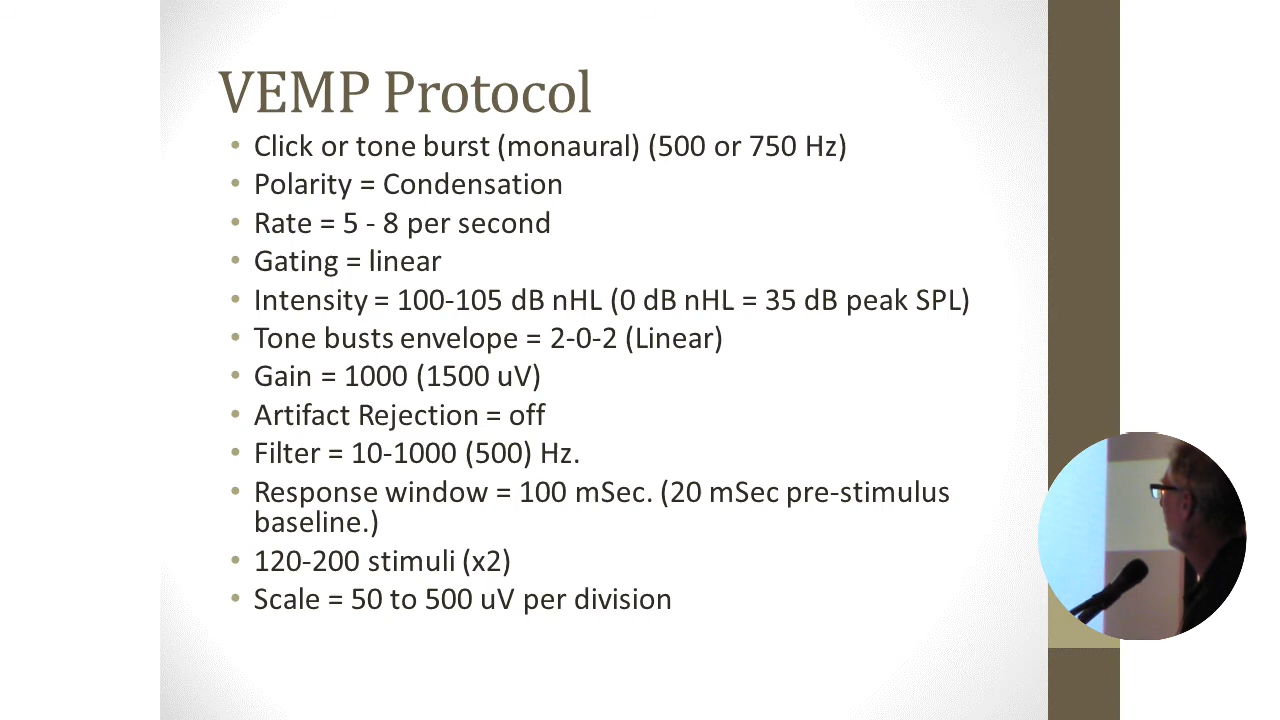 VEMP Protocol
• Click or tone burst (monaural) (500 or 750 Hz)
• Polarity = Condensation
• Rate = 5 - 8 per second
• Gating = linear
• Intensity = 100-105 dB nHL (0 dB nHL = 35 dB peak SPL)
• Tone busts envelope = 2-0-2 (Linear)
• Gain = 1000 (1500 uV)
• Artifact Rejection = off
• Filter = 10-1000 (500) Hz.
• Response window = 100 mSec. (20 mSec pre-stimulus
baseline.)
• 120-200 stimuli (x2)
• Scale = 50 to 500 uV per division